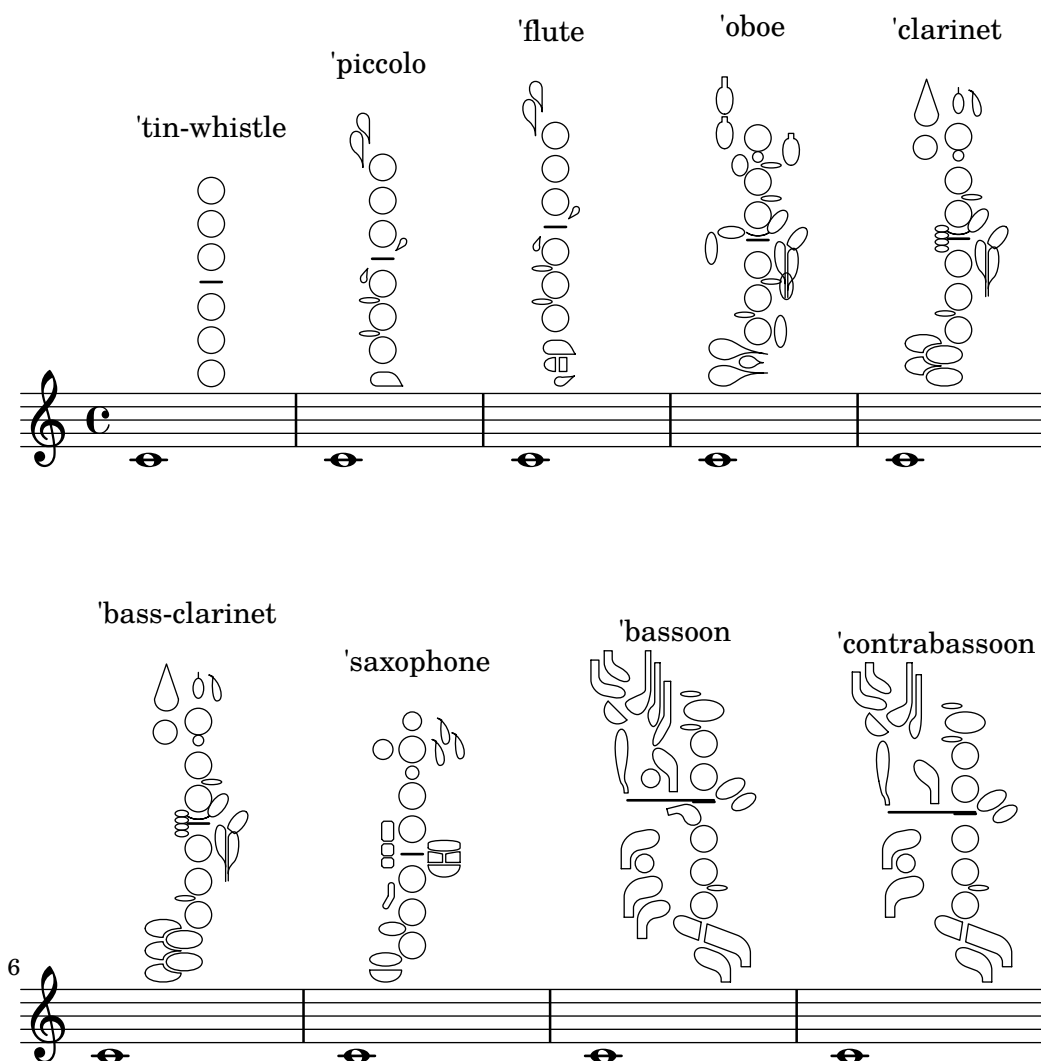 'tin-whistle
'piccolo
'flute
'oboe
'clarinet
'bass-clarinet
'saxophone
'bassoon
'contrabassoon
6